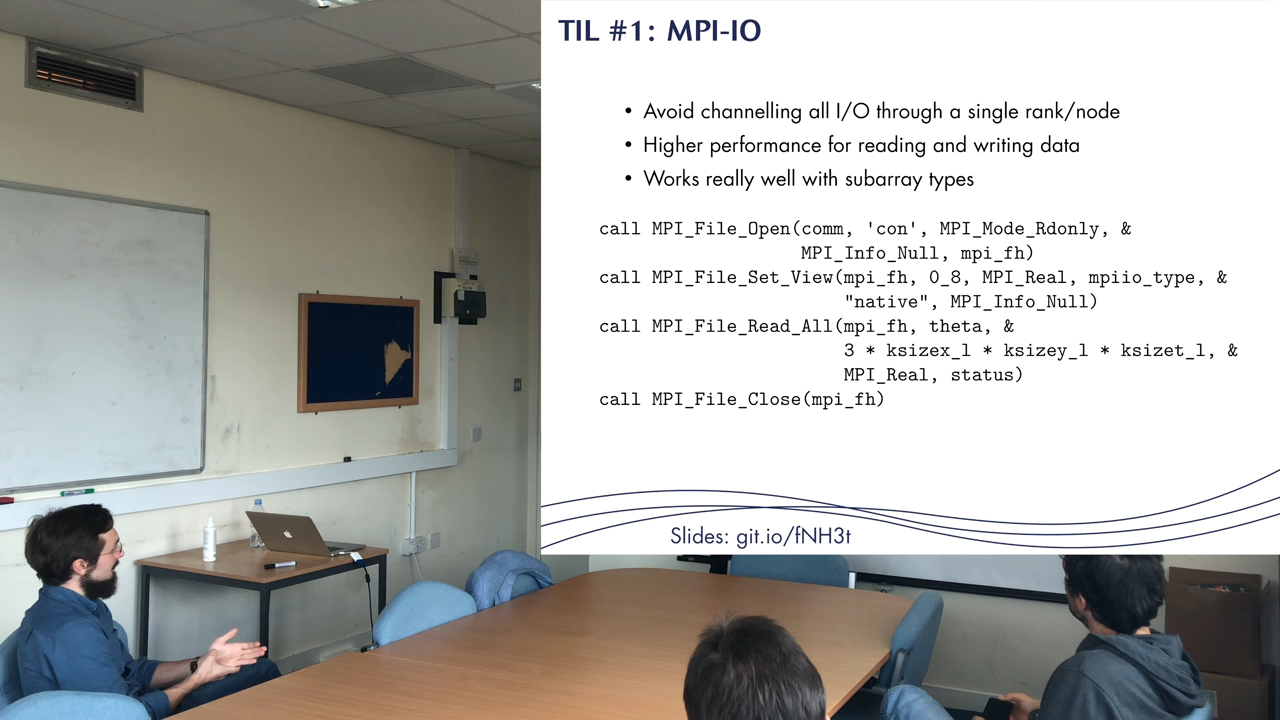 TIL #1: MPI-IO
• Avoid channelling all I/O through a single rank/node
• Higher performance for reading and writing data
• Works really well with subarray types
call MPI_File_Open(comm, 'con', MPI_Mode_Rdonly, &
MPI_Info_Null, mpi_fh)
call MPI_File_Set_View(mpi_fh, 0_8, MPI_Real, mpiio_type, &
"native", MPI_Info_Null)
call MPI_File_Read_All(mpi_fh, theta, &
3 * ksizex_l * ksizey_l * ksizet_l, &
MPI_Real, status)
call MPI_File_Close(mpi_fh)
Slides: git.io/fNH3t